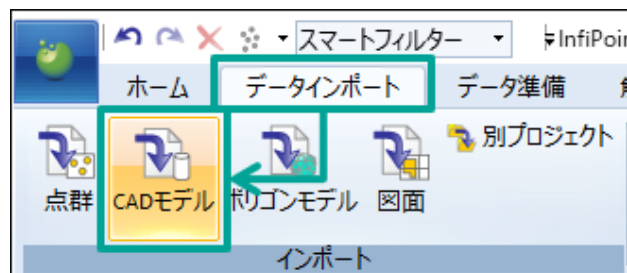 スマートフィルター InfiPoin
ホーム データインポート データ準備
別プロジェクト
点群 CADモデル ポリゴンモデル 図面
インポート